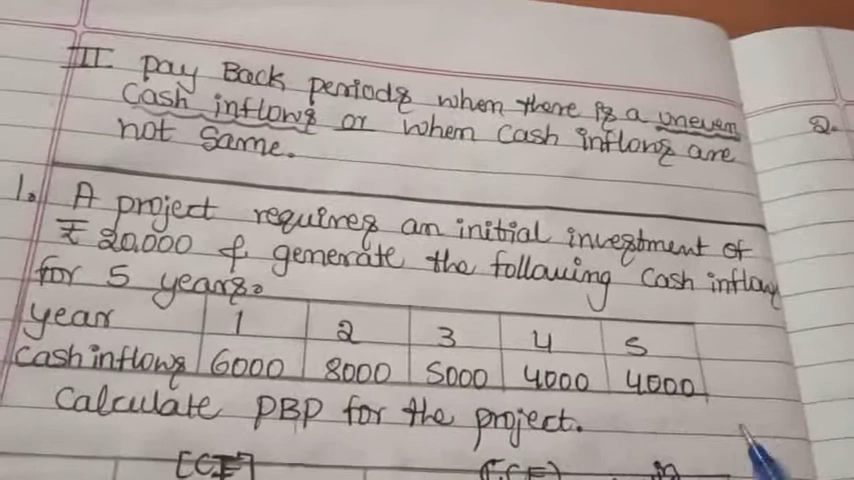 II Pay Back periods when there is a uneven
cash inflows or when cash inflows are
not same.
1. A project requires an initial investment of
₹ 20,000 & generate the following cash inflow
for 5 years.
year 1 2 3 4 5
cash inflows 6000 8000 5000 4000 4000
Calculate PBP for the project.
2.